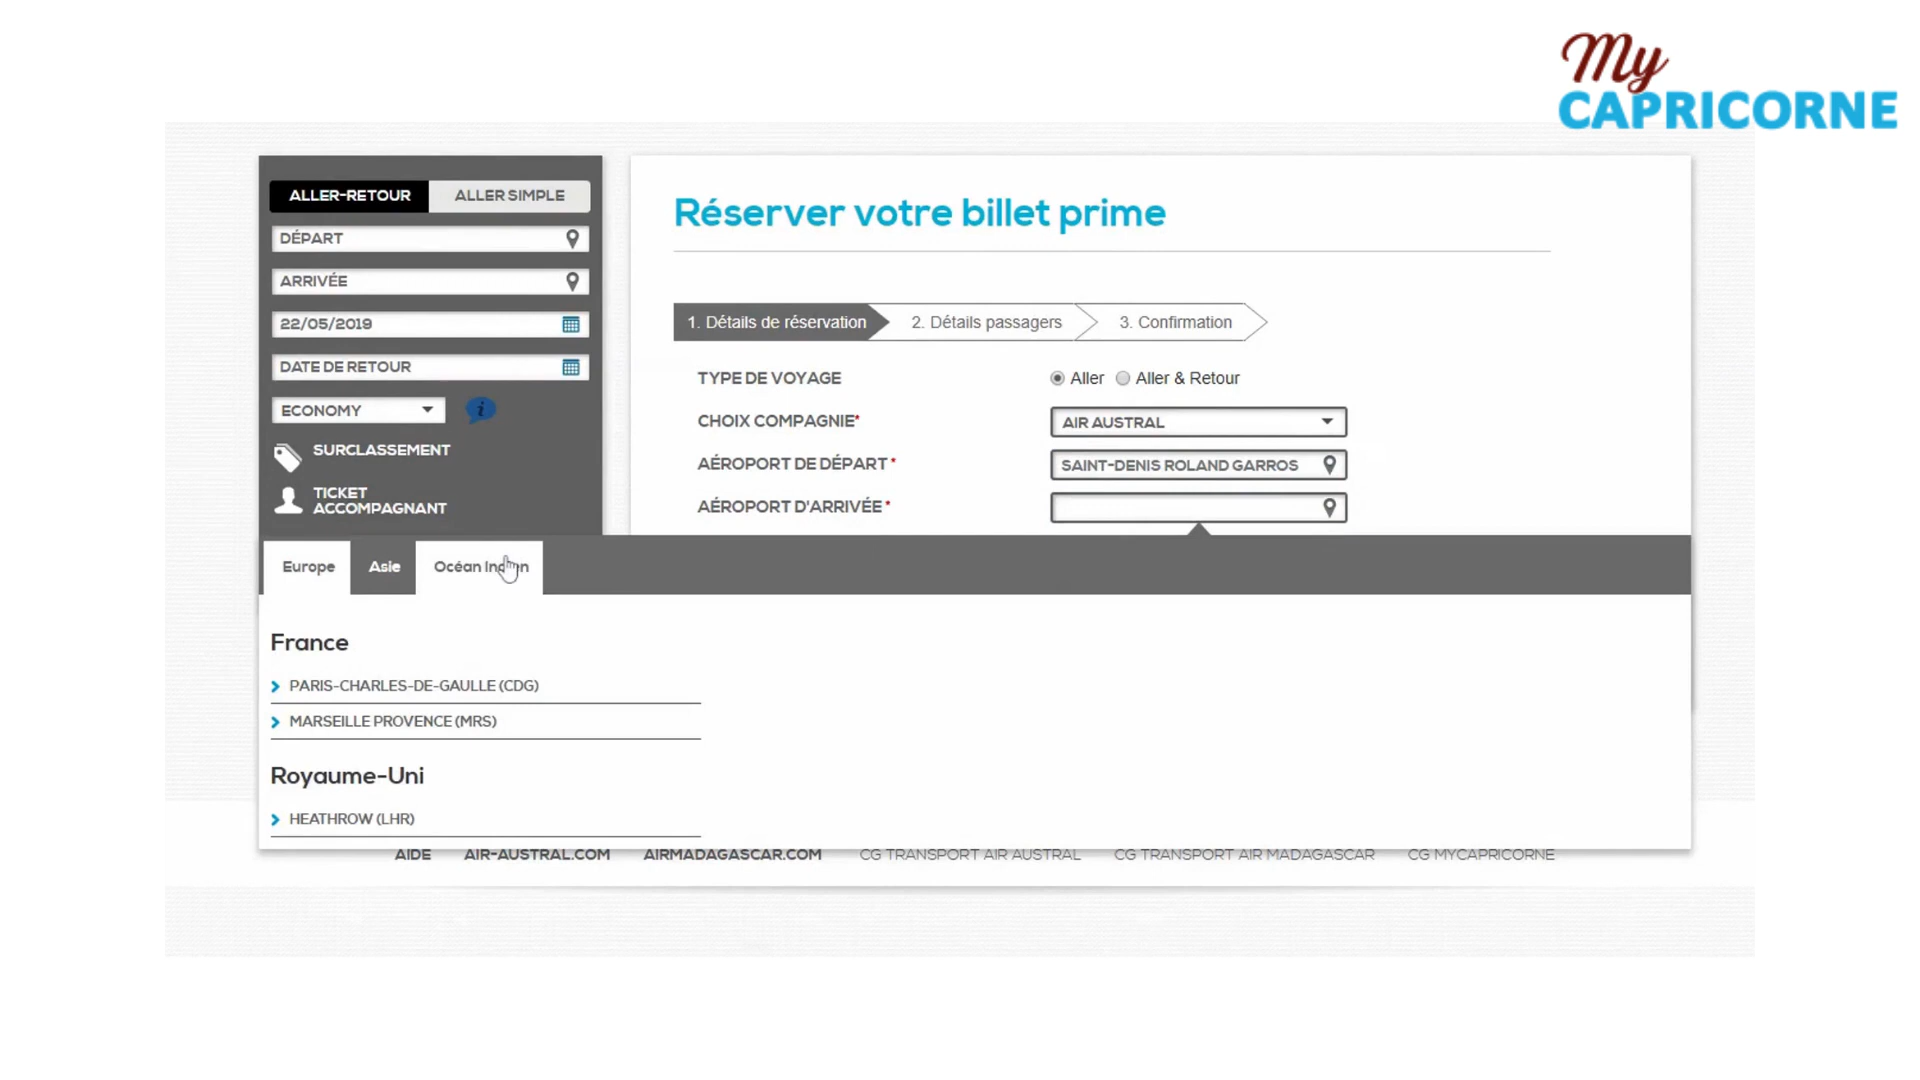 My
CAPRICORNE
ALLER-RETOUR
ALLER SIMPLE
DÉPART
ARRIVÉE
22/05/2019
DATE DE RETOUR
ECONOMY
SURCLASSEMENT
TICKET
ACCOMPAGNANT
Réserver votre billet prime
1. Détails de réservation
2. Détails passagers
3. Confirmation
TYPE DE VOYAGE
Aller
Aller & Retour
CHOIX COMPAGNIE*
AIR AUSTRAL
AÉROPORT DE DÉPART *
SAINT-DENIS ROLAND GARROS
AÉROPORT D'ARRIVÉE *
Europe
Asie
Océan Indien
France
PARIS-CHARLES-DE-GAULLE (CDG)
MARSEILLE PROVENCE (MRS)
Royaume-Uni
HEATHROW (LHR)
AIDE
AIR-AUSTRAL.COM
AIRMADAGASCAR.COM
CG TRANSPORT AIR AUSTRAL
CG TRANSPORT AIR MADAGASCAR
CG MYCAPRICORNE